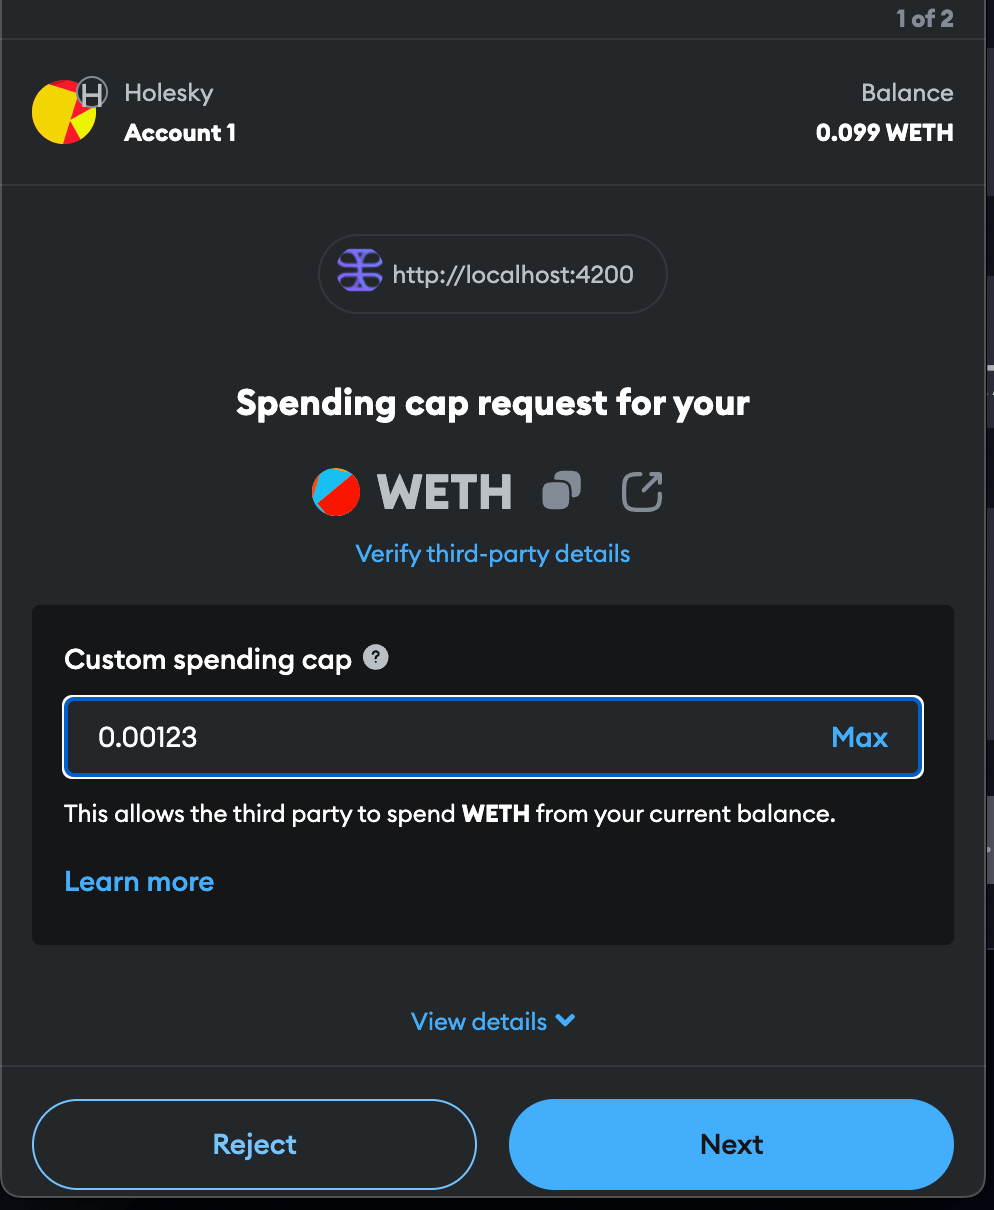 1 of 2
H
Holesky
Balance
Account 1
0.099 WETH
http://localhost:4200
Spending cap request for your
WETH
Verify third-party details
Custom spending cap ?
0.00123
Max
This allows the third party to spend WETH from your current balance.
Learn more
View details
Reject
Next